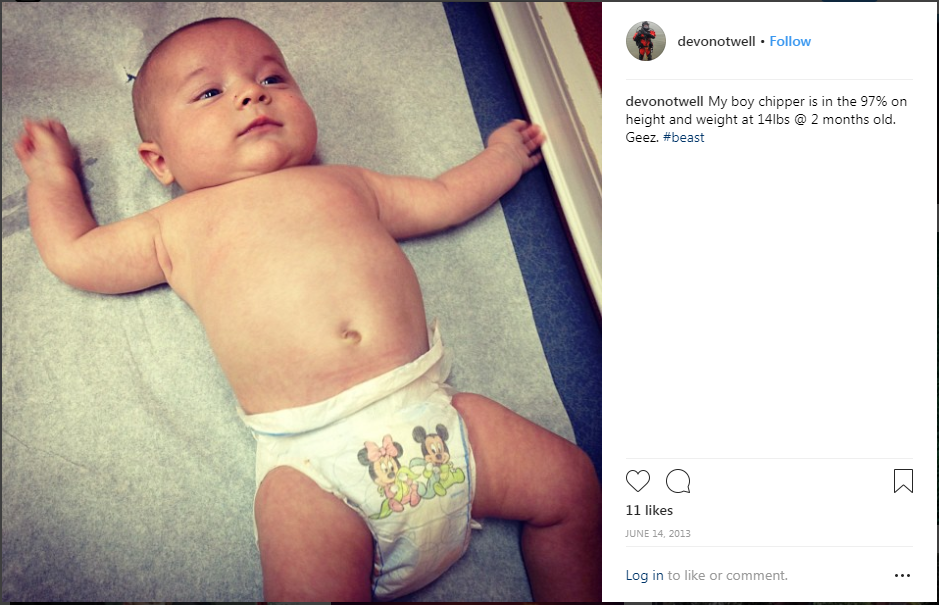 devonotwell • Follow
devonotwell My boy chipper is in the 97% on
height and weight at 14lbs @ 2 months old.
Geez. #beast
11 likes
JUNE 14, 2013
Log in to like or comment.